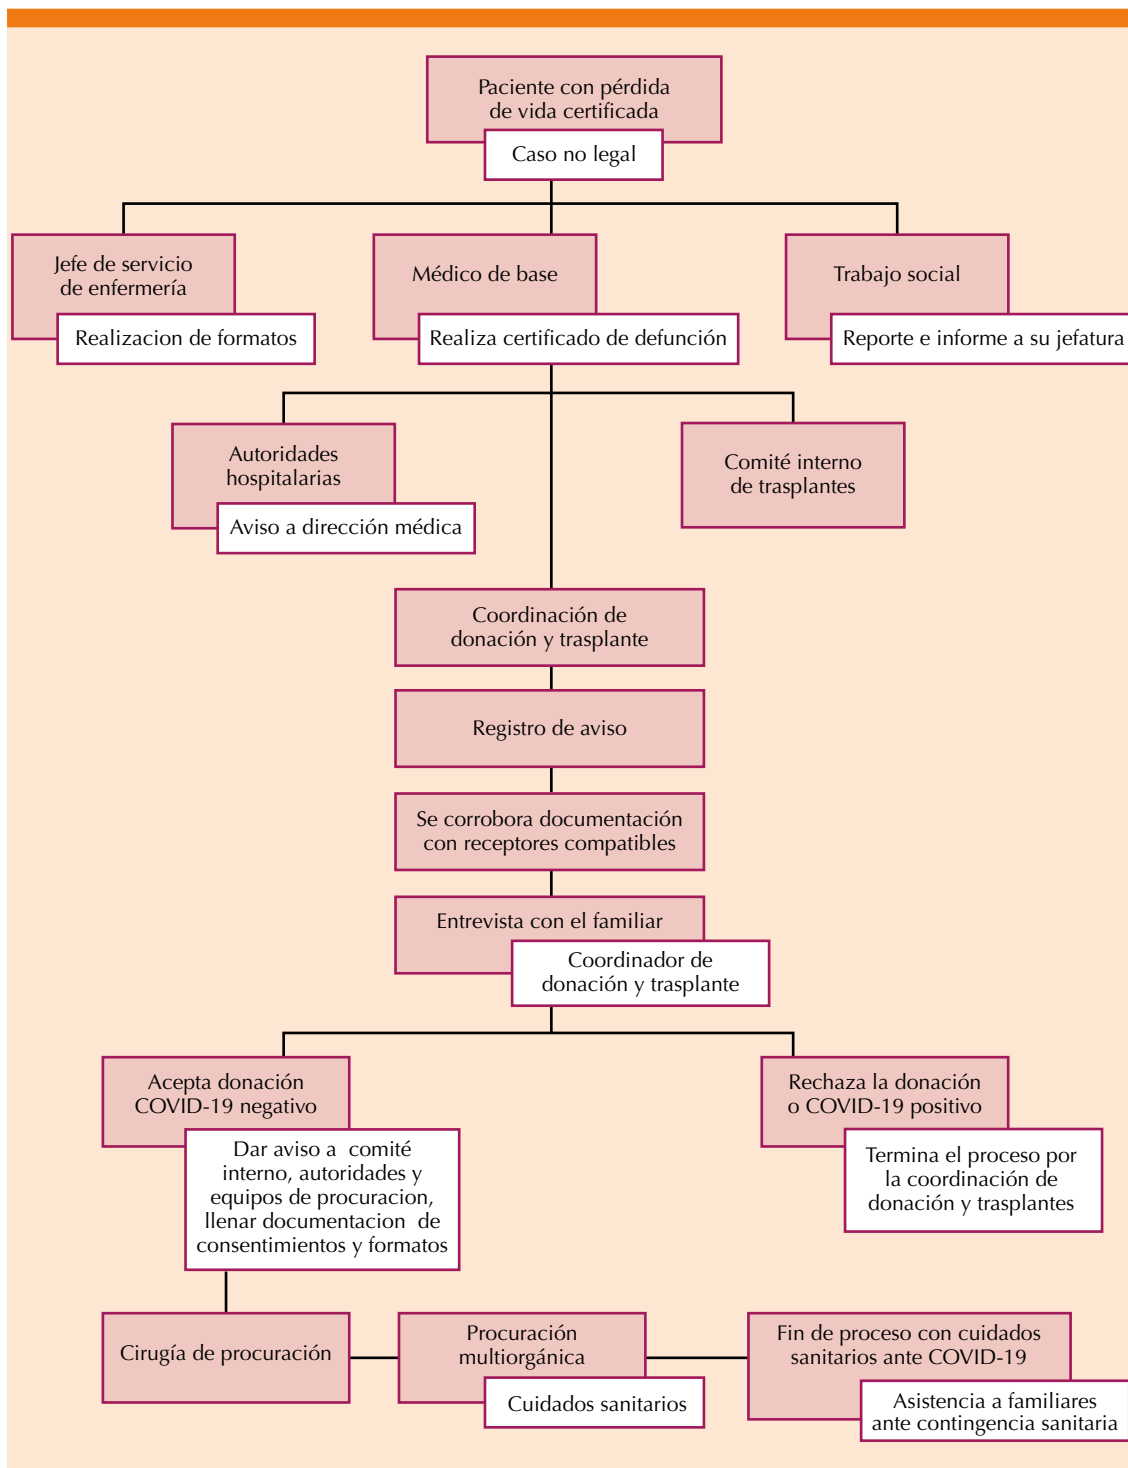 Paciente con pérdida
de vida certificada
Caso no legal
Jefe de servicio
de enfermería
Realizacion de formatos
Médico de base
Realiza certificado de defunción
Trabajo social
Reporte e informe a su jefatura
Autoridades
hospitalarias
Aviso a dirección médica
Comité interno
de trasplantes
Coordinación de
donación y trasplante
Registro de aviso
Se corrobora documentación
con receptores compatibles
Entrevista con el familiar
Coordinador de
donación y trasplante
Acepta donación
COVID-19 negativo
Dar aviso a comité
interno, autoridades y
equipos de procuracion,
llenar documentacion de
consentimientos y formatos
Rechaza la donación
o COVID-19 positivo
Termina el proceso por
la coordinación de
donación y trasplantes
Cirugía de procuración
Procuración
multiorgánica
Cuidados sanitarios
Fin de proceso con cuidados
sanitarios ante COVID-19
Asistencia a familiares
ante contingencia sanitaria